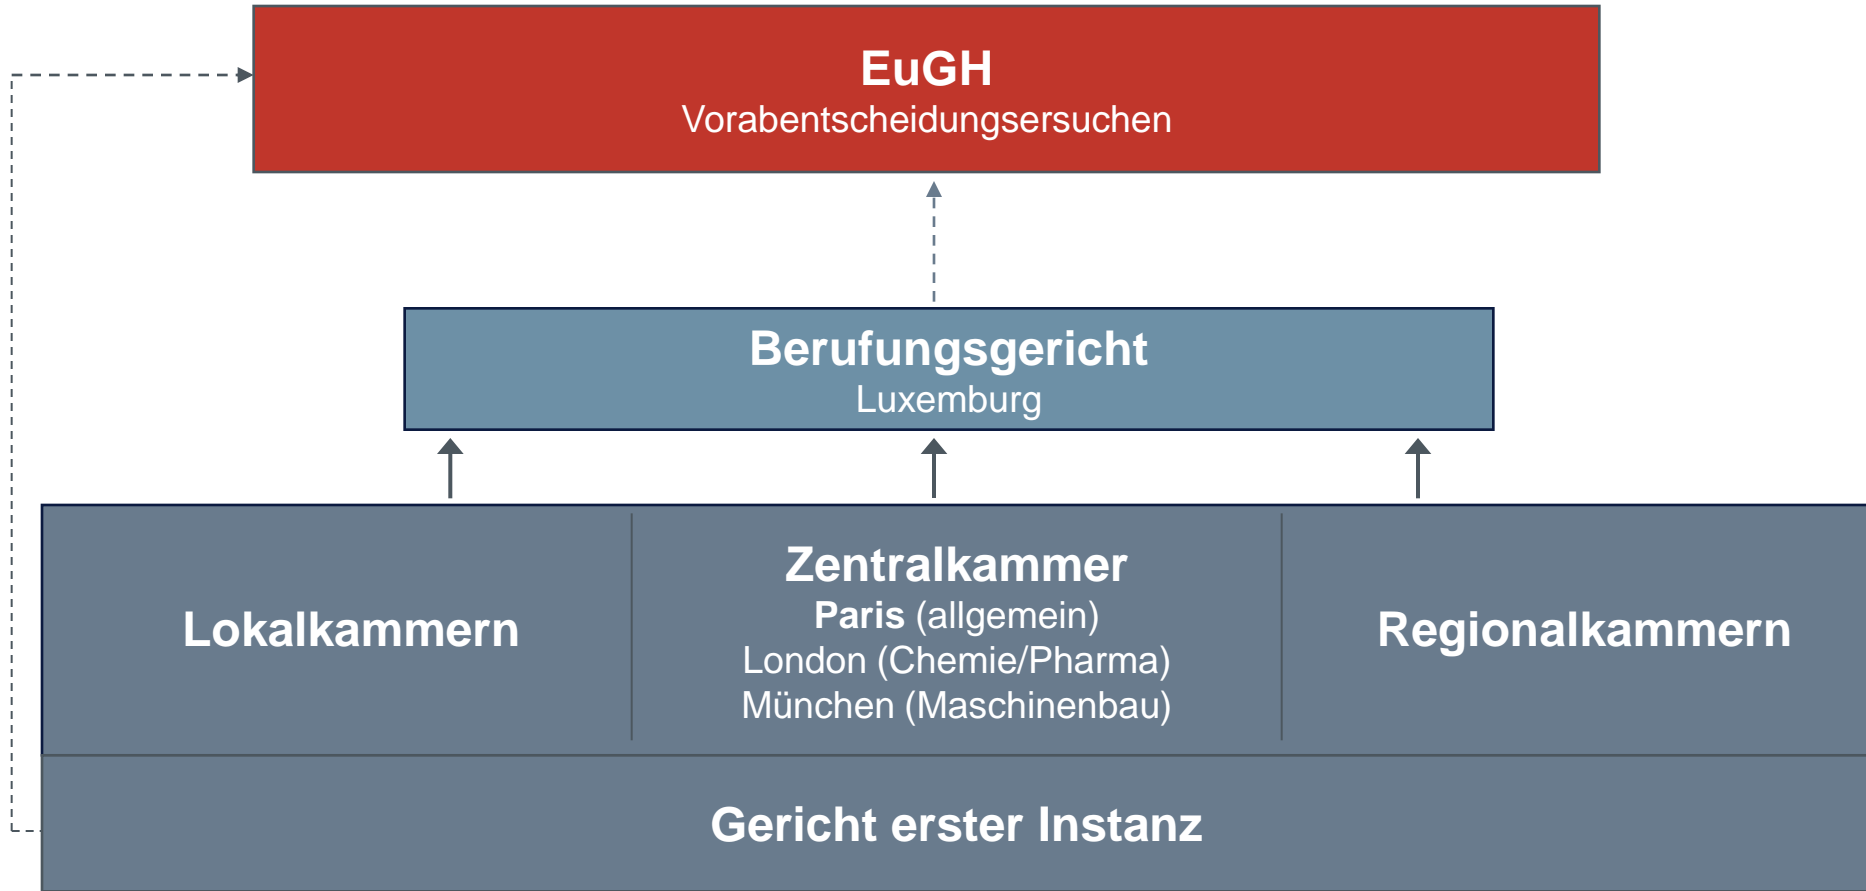 EuGH
Vorabentscheidungsersuchen
Berufungsgericht
Luxemburg
Lokalkammern
Zentralkammer
Paris (allgemein)
London (Chemie/Pharma)
München (Maschinenbau)
Regionalkammern
Gericht erster Instanz